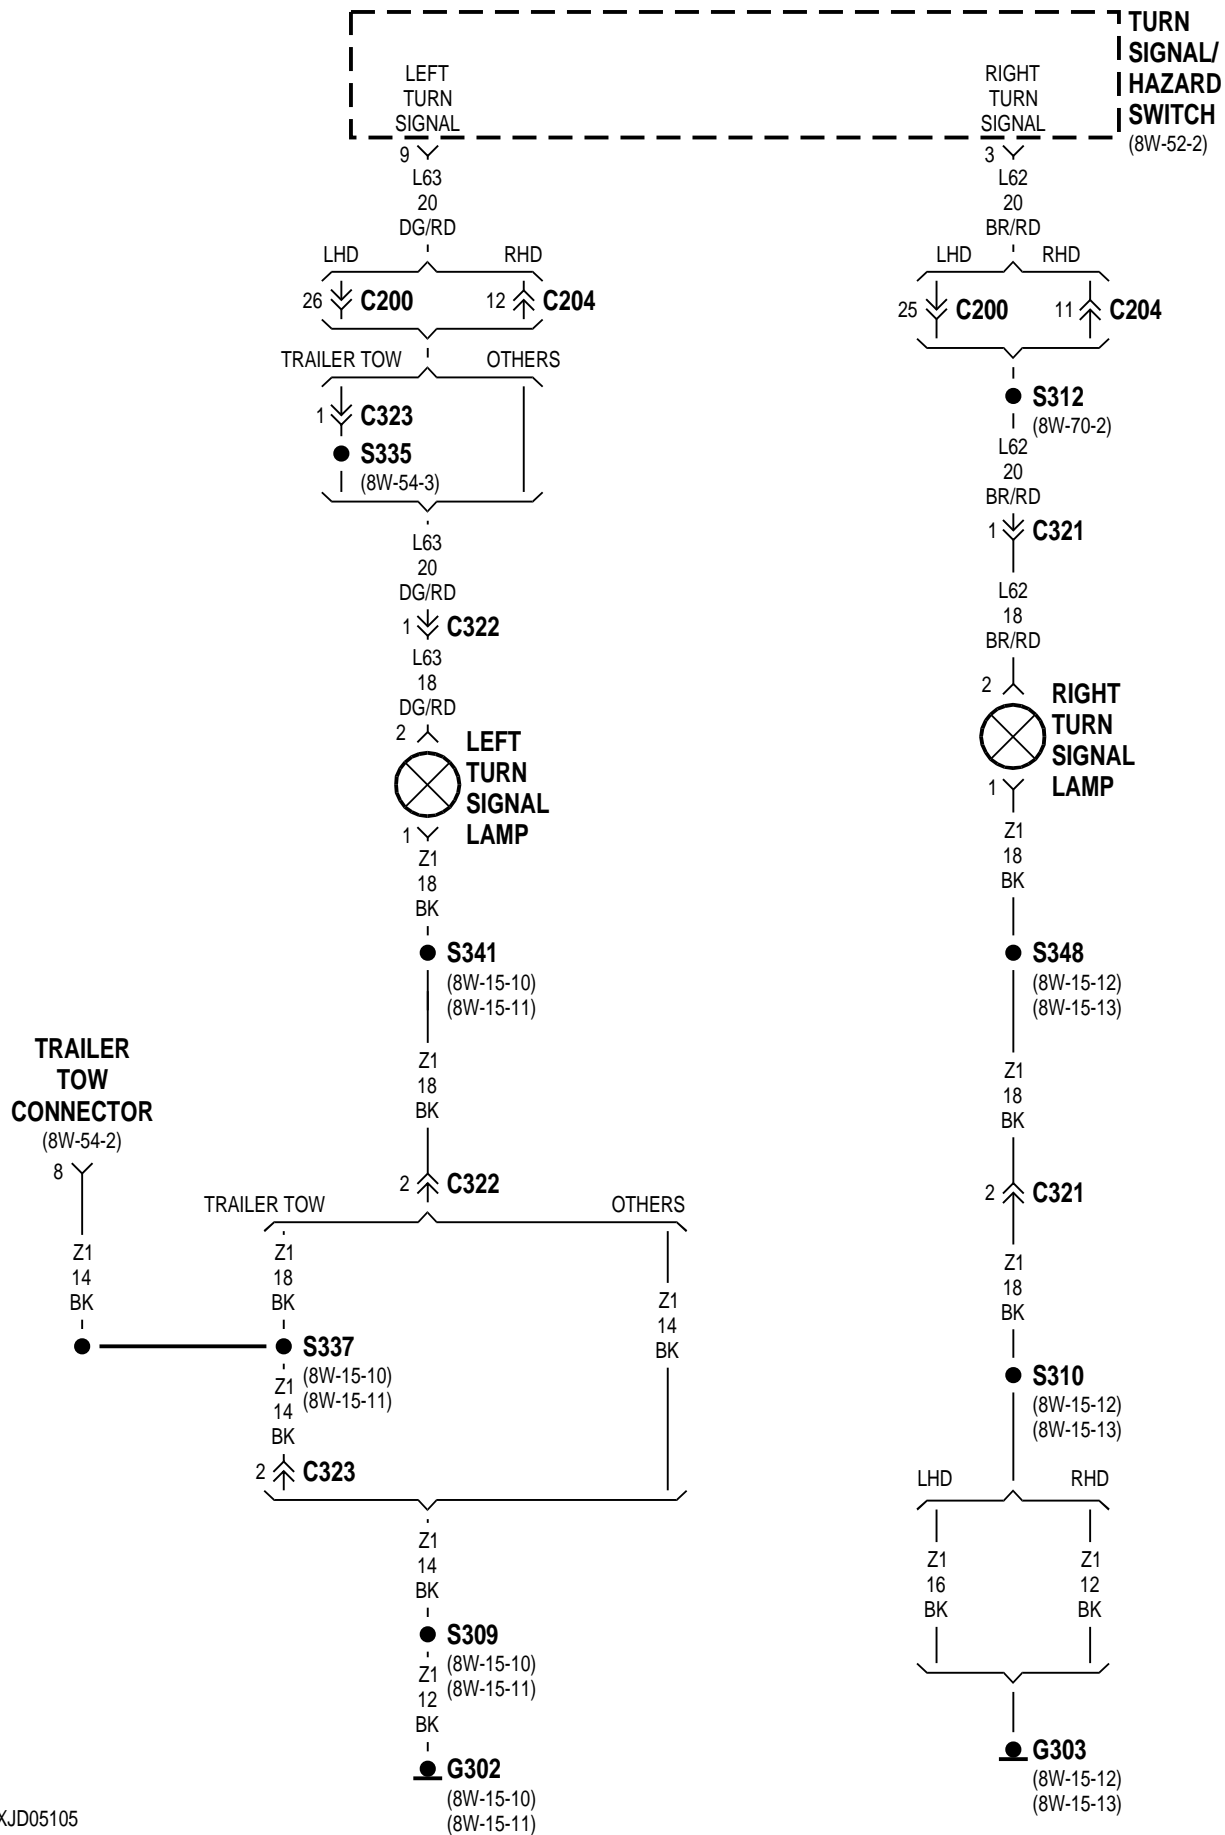 TURN
SIGNAL/
HAZARD
SWITCH
(8W-52-2)
LEFT
TURN
SIGNAL
RIGHT
TURN
SIGNAL
9
L63
20
DG/RD
3
L62
20
BR/RD
LHD
RHD
26
C200
12
C204
LHD
RHD
25
C200
11
C204
TRAILER TOW
OTHERS
1
C323
S335
(8W-54-3)
S312
(8W-70-2)
L62
20
BR/RD
1
C321
L63
20
DG/RD
1
C322
L63
18
DG/RD
2
LEFT
TURN
SIGNAL
LAMP
1
L62
18
BR/RD
2
RIGHT
TURN
SIGNAL
LAMP
1
Z1
18
BK
S341
(8W-15-10)
(8W-15-11)
Z1
18
BK
S348
(8W-15-12)
(8W-15-13)
TRAILER
TOW
CONNECTOR
(8W-54-2)
8
Z1
18
BK
2
C322
Z1
18
BK
2
C321
TRAILER TOW
OTHERS
Z1
14
BK
Z1
18
BK
Z1
14
BK
Z1
18
BK
S337
(8W-15-10)
(8W-15-11)
Z1
14
BK
2
C323
S310
(8W-15-12)
(8W-15-13)
LHD
RHD
Z1
14
BK
Z1
16
BK
Z1
12
BK
S309
(8W-15-10)
(8W-15-11)
Z1
12
BK
G302
(8W-15-10)
(8W-15-11)
G303
(8W-15-12)
(8W-15-13)
XJD05105